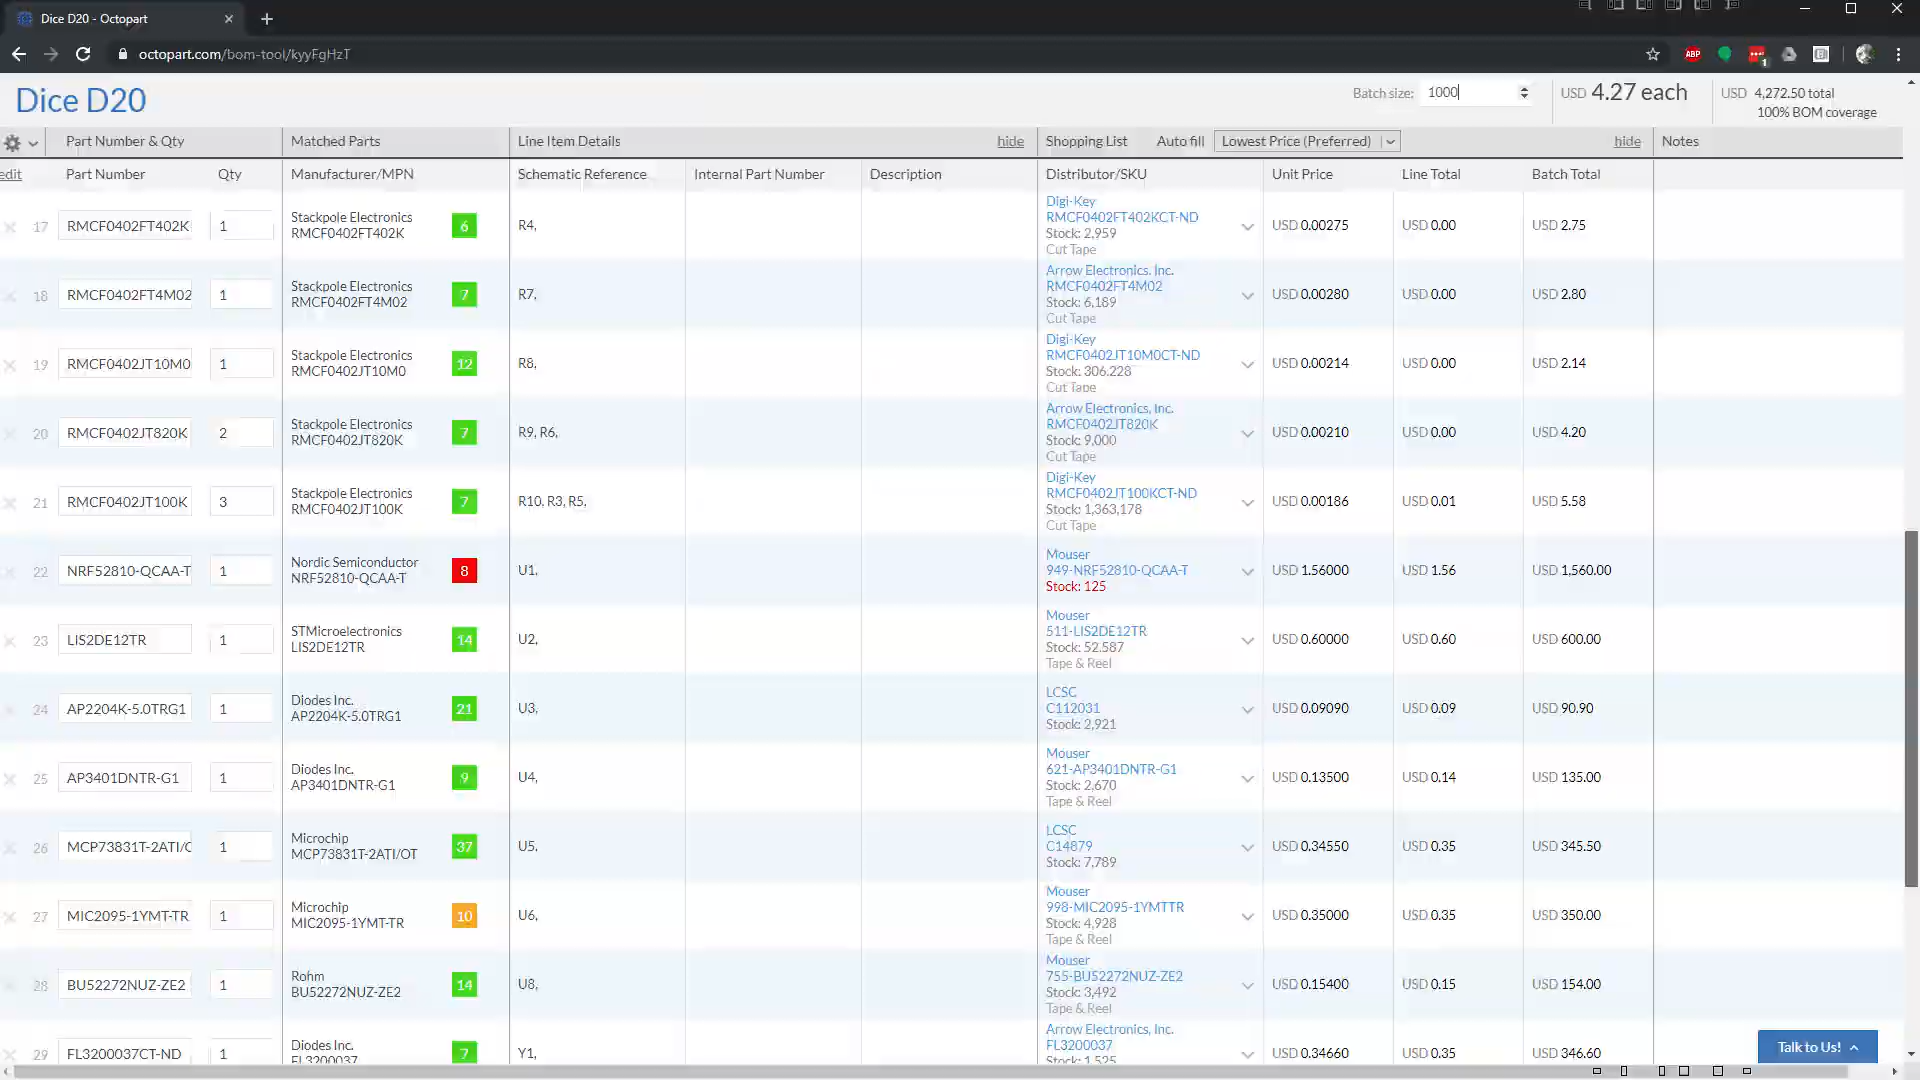 Dice D20 - Octopart
octopart.com/bom-tool/kyyFgHzT
ABP
1
Dice D20
Batch size: 1000
USD 4.27 each
USD 4,272.50 total
100% BOM coverage
Part Number & Qty
Matched Parts
Line Item Details
hide
Shopping List
Auto fill
Lowest Price (Preferred)
hide
Notes
edit
Part Number
Qty
Manufacturer/MPN
Schematic Reference
Internal Part Number
Description
Distributor/SKU
Unit Price
Line Total
Batch Total
17 RMCF0402FT402K 1
Stackpole Electronics
RMCF0402FT402K
6
R4,
Digi-Key
RMCF0402FT402KCT-ND
Stock: 2,959
Cut Tape
USD 0.00275
USD 0.00
USD 2.75
18 RMCF0402FT4M02 1
Stackpole Electronics
RMCF0402FT4M02
7
R7,
Arrow Electronics, Inc.
RMCF0402FT4M02
Stock: 6,189
Cut Tape
USD 0.00280
USD 0.00
USD 2.80
19 RMCF0402JT10M0 1
Stackpole Electronics
RMCF0402JT10M0
12
R8,
Digi-Key
RMCF0402JT10M0CT-ND
Stock: 306,228
Cut Tape
USD 0.00214
USD 0.00
USD 2.14
20 RMCF0402JT820K 2
Stackpole Electronics
RMCF0402JT820K
7
R9, R6,
Arrow Electronics, Inc.
RMCF0402JT820K
Stock: 9,000
Cut Tape
USD 0.00210
USD 0.00
USD 4.20
21 RMCF0402JT100K 3
Stackpole Electronics
RMCF0402JT100K
7
R10, R3, R5,
Digi-Key
RMCF0402JT100KCT-ND
Stock: 1,363,178
Cut Tape
USD 0.00186
USD 0.01
USD 5.58
22 NRF52810-QCAA-T 1
Nordic Semiconductor
NRF52810-QCAA-T
8
U1,
Mouser
949-NRF52810-QCAA-T
Stock: 125
USD 1.56000
USD 1.56
USD 1,560.00
23 LIS2DE12TR 1
STMicroelectronics
LIS2DE12TR
14
U2,
Mouser
511-LIS2DE12TR
Stock: 52,587
Tape & Reel
USD 0.60000
USD 0.60
USD 600.00
24 AP2204K-5.0TRG1 1
Diodes Inc.
AP2204K-5.0TRG1
21
U3,
LCSC
C112031
Stock: 2,921
USD 0.09090
USD 0.09
USD 90.90
25 AP3401DNTR-G1 1
Diodes Inc.
AP3401DNTR-G1
9
U4,
Mouser
621-AP3401DNTR-G1
Stock: 2,670
Tape & Reel
USD 0.13500
USD 0.14
USD 135.00
26 MCP73831T-2ATI/O 1
Microchip
MCP73831T-2ATI/OT
37
U5,
LCSC
C14879
Stock: 7,789
USD 0.34550
USD 0.35
USD 345.50
27 MIC2095-1YMT-TR 1
Microchip
MIC2095-1YMT-TR
10
U6,
Mouser
998-MIC2095-1YMTTR
Stock: 4,928
Tape & Reel
USD 0.35000
USD 0.35
USD 350.00
28 BU52272NUZ-ZE2 1
Rohm
BU52272NUZ-ZE2
14
U8,
Mouser
755-BU52272NUZ-ZE2
Stock: 3,492
Tape & Reel
USD 0.15400
USD 0.15
USD 154.00
29 FL3200037CT-ND 1
Diodes Inc.
FL3200037
7
Y1,
Arrow Electronics, Inc.
FL3200037
Stock: 1,525
USD 0.34660
USD 0.35
USD 346.60
Talk to Us!